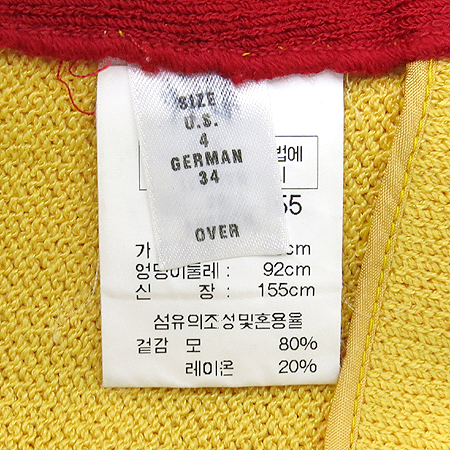 SIZE
U.S.
4
GERMAN
34
OVER
법에
55
가 cm
엉덩이둘레 : 92cm
신 장 : 155cm
섬유의조성및혼용율
겉감 모 80%
레이온 20%